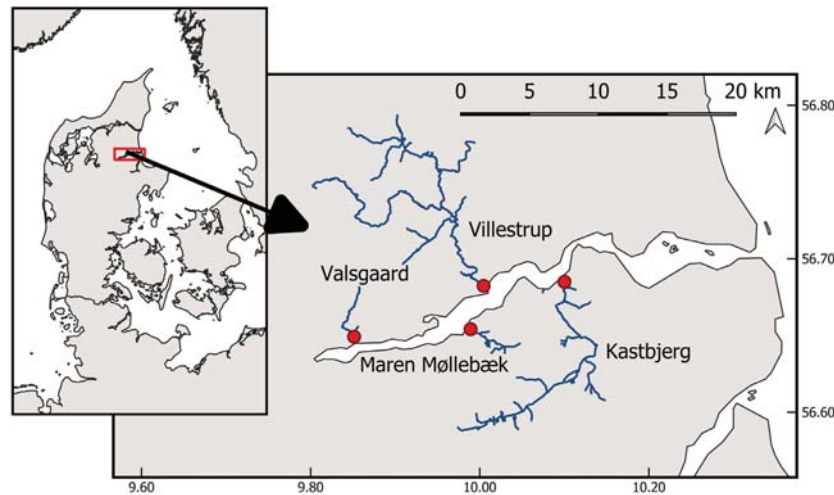 0 5 10 15 20 km
56.80
Villestrup
56.70
Valsgaard
Maren Møllebæk
Kastbjerg
56.60
9.60 9.80 10.00 10.20